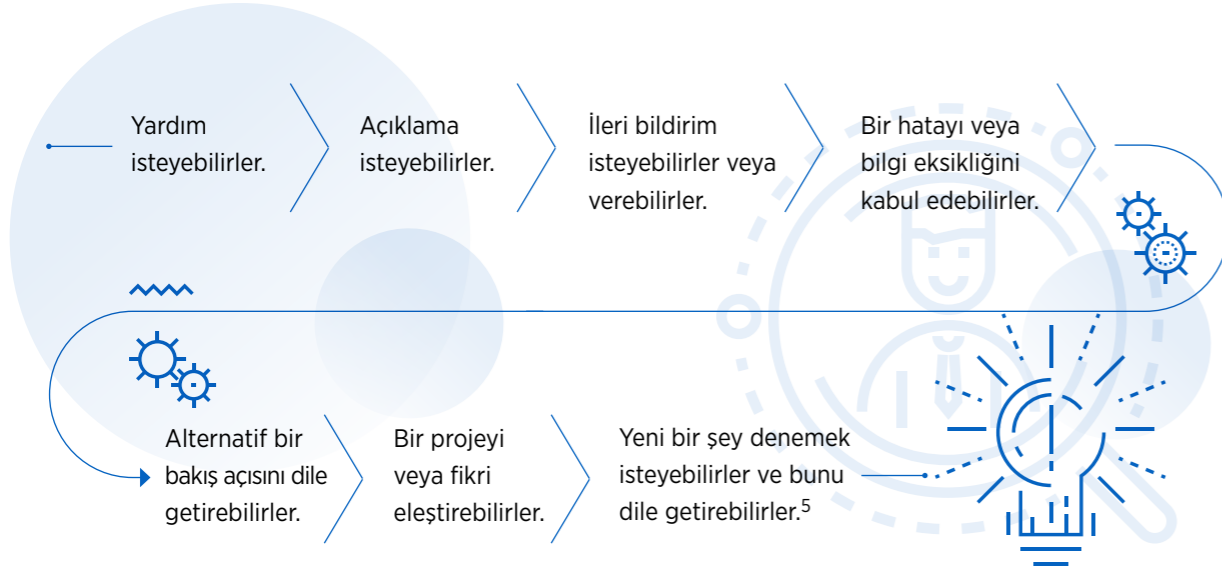 Yardım
isteyebilirler.
Açıklama
isteyebilirler.
İleri bildirim
isteyebilirler veya
verebilirler.
Bir hatayı veya
bilgi eksikliğini
kabul edebilirler.
Alternatif bir
bakış açısını dile
getirebilirler.
Bir projeyi
veya fikri
eleştirebilirler.
Yeni bir şey denemek
isteyebilirler ve bunu
dile getirebilirler.5